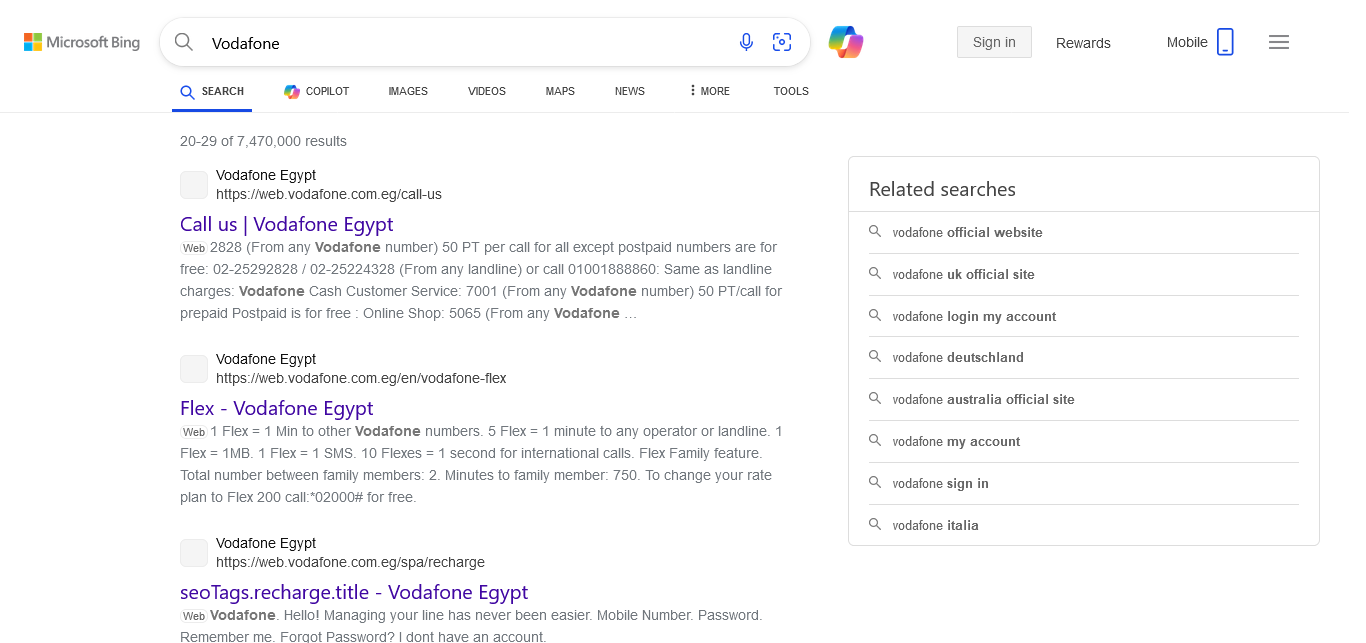 Microsoft Bing
Vodafone
Sign in
Rewards
Mobile
SEARCH
COPILOT
IMAGES
VIDEOS
MAPS
NEWS
MORE
TOOLS
20-29 of 7,470,000 results
Vodafone Egypt
https://web.vodafone.com.eg/call-us
Call us | Vodafone Egypt
Web 2828 (From any Vodafone number) 50 PT per call for all except postpaid numbers are for
free: 02-25292828 / 02-25224328 (From any landline) or call 01001888860: Same as landline
charges: Vodafone Cash Customer Service: 7001 (From any Vodafone number) 50 PT/call for
prepaid Postpaid is for free : Online Shop: 5065 (From any Vodafone …
Vodafone Egypt
https://web.vodafone.com.eg/en/vodafone-flex
Flex - Vodafone Egypt
Web 1 Flex = 1 Min to other Vodafone numbers. 5 Flex = 1 minute to any operator or landline. 1
Flex = 1MB. 1 Flex = 1 SMS. 10 Flexes = 1 second for international calls. Flex Family feature.
Total number between family members: 2. Minutes to family member: 750. To change your rate
plan to Flex 200 call:*02000# for free.
Vodafone Egypt
https://web.vodafone.com.eg/spa/recharge
seoTags.recharge.title - Vodafone Egypt
Web Vodafone. Hello! Managing your line has never been easier. Mobile Number. Password.
Remember me. Forgot Password? I dont have an account.
Related searches
vodafone official website
vodafone uk official site
vodafone login my account
vodafone deutschland
vodafone australia official site
vodafone my account
vodafone sign in
vodafone italia